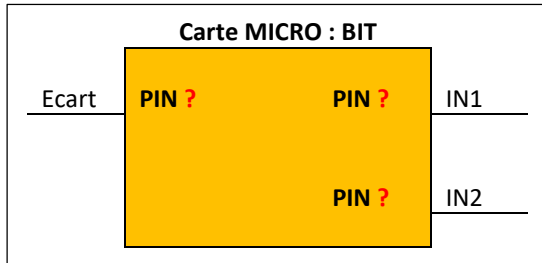 Carte MICRO : BIT
Ecart PIN ? PIN ? IN1
PIN ? IN2